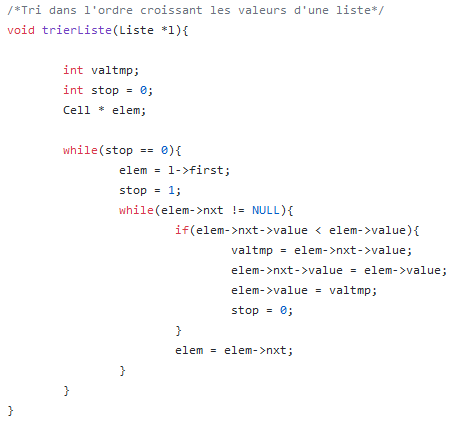 /*Tri dans l'ordre croissant les valeurs d'une liste*/
void trierListe(Liste *l){

        int valtmp;
        int stop = 0;
        Cell * elem;

        while(stop == 0){
                elem = l->first;
                stop = 1;
                while(elem->nxt != NULL){
                        if(elem->nxt->value < elem->value){
                                valtmp = elem->nxt->value;
                                elem->nxt->value = elem->value;
                                elem->value = valtmp;
                                stop = 0;
                        }
                        elem = elem->nxt;
                }
        }
}